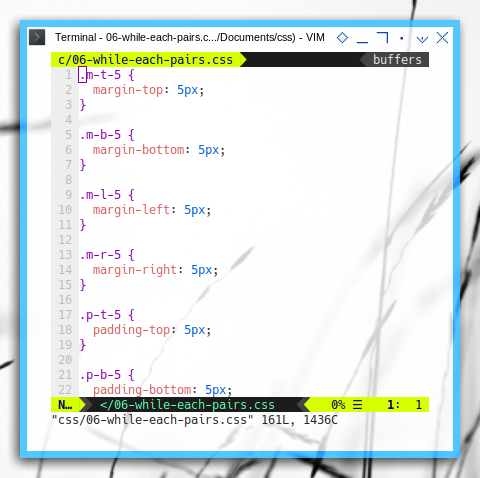 Terminal - 06-while-each-pairs.c.../Documents/css) - VIM
c/06-while-each-pairs.css buffers
1 .m-t-5 {
2 margin-top: 5px;
3 }
4
5 .m-b-5 {
6 margin-bottom: 5px;
7 }
8
9 .m-l-5 {
10 margin-left: 5px;
11 }
12
13 .m-r-5 {
14 margin-right: 5px;
15 }
16
17 .p-t-5 {
18 padding-top: 5px;
19 }
20
21 .p-b-5 {
22 padding-bottom: 5px;
N… </06-while-each-pairs.css 0% ☰ 1: 1
"css/06-while-each-pairs.css" 161L, 1436C